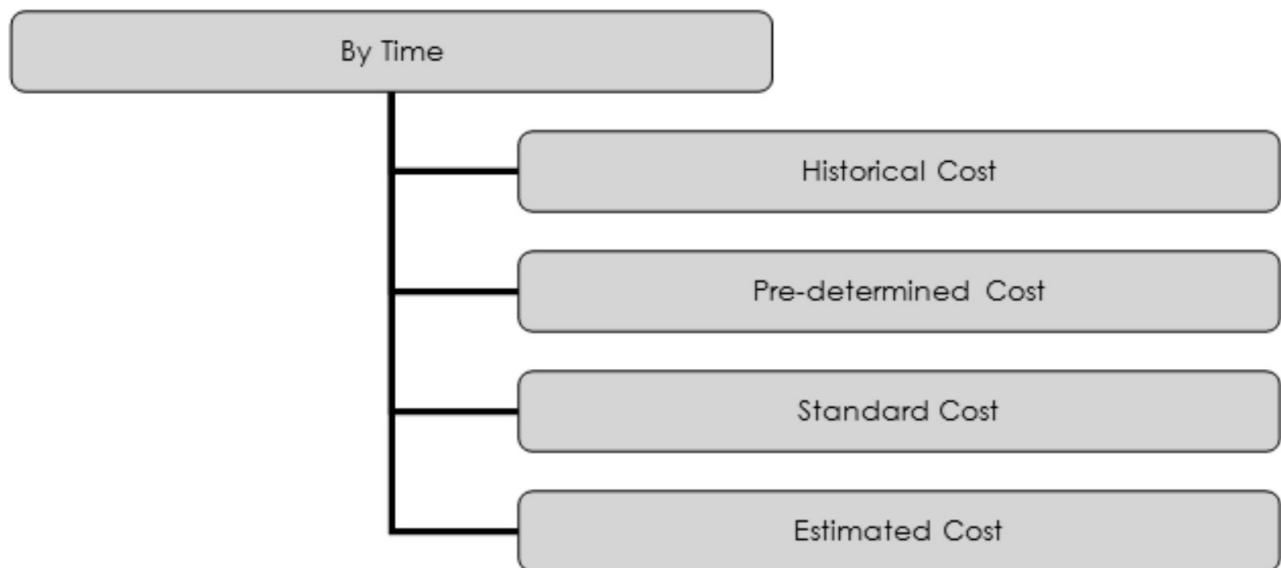 By Time
Historical Cost
Pre-determined Cost
Standard Cost
Estimated Cost